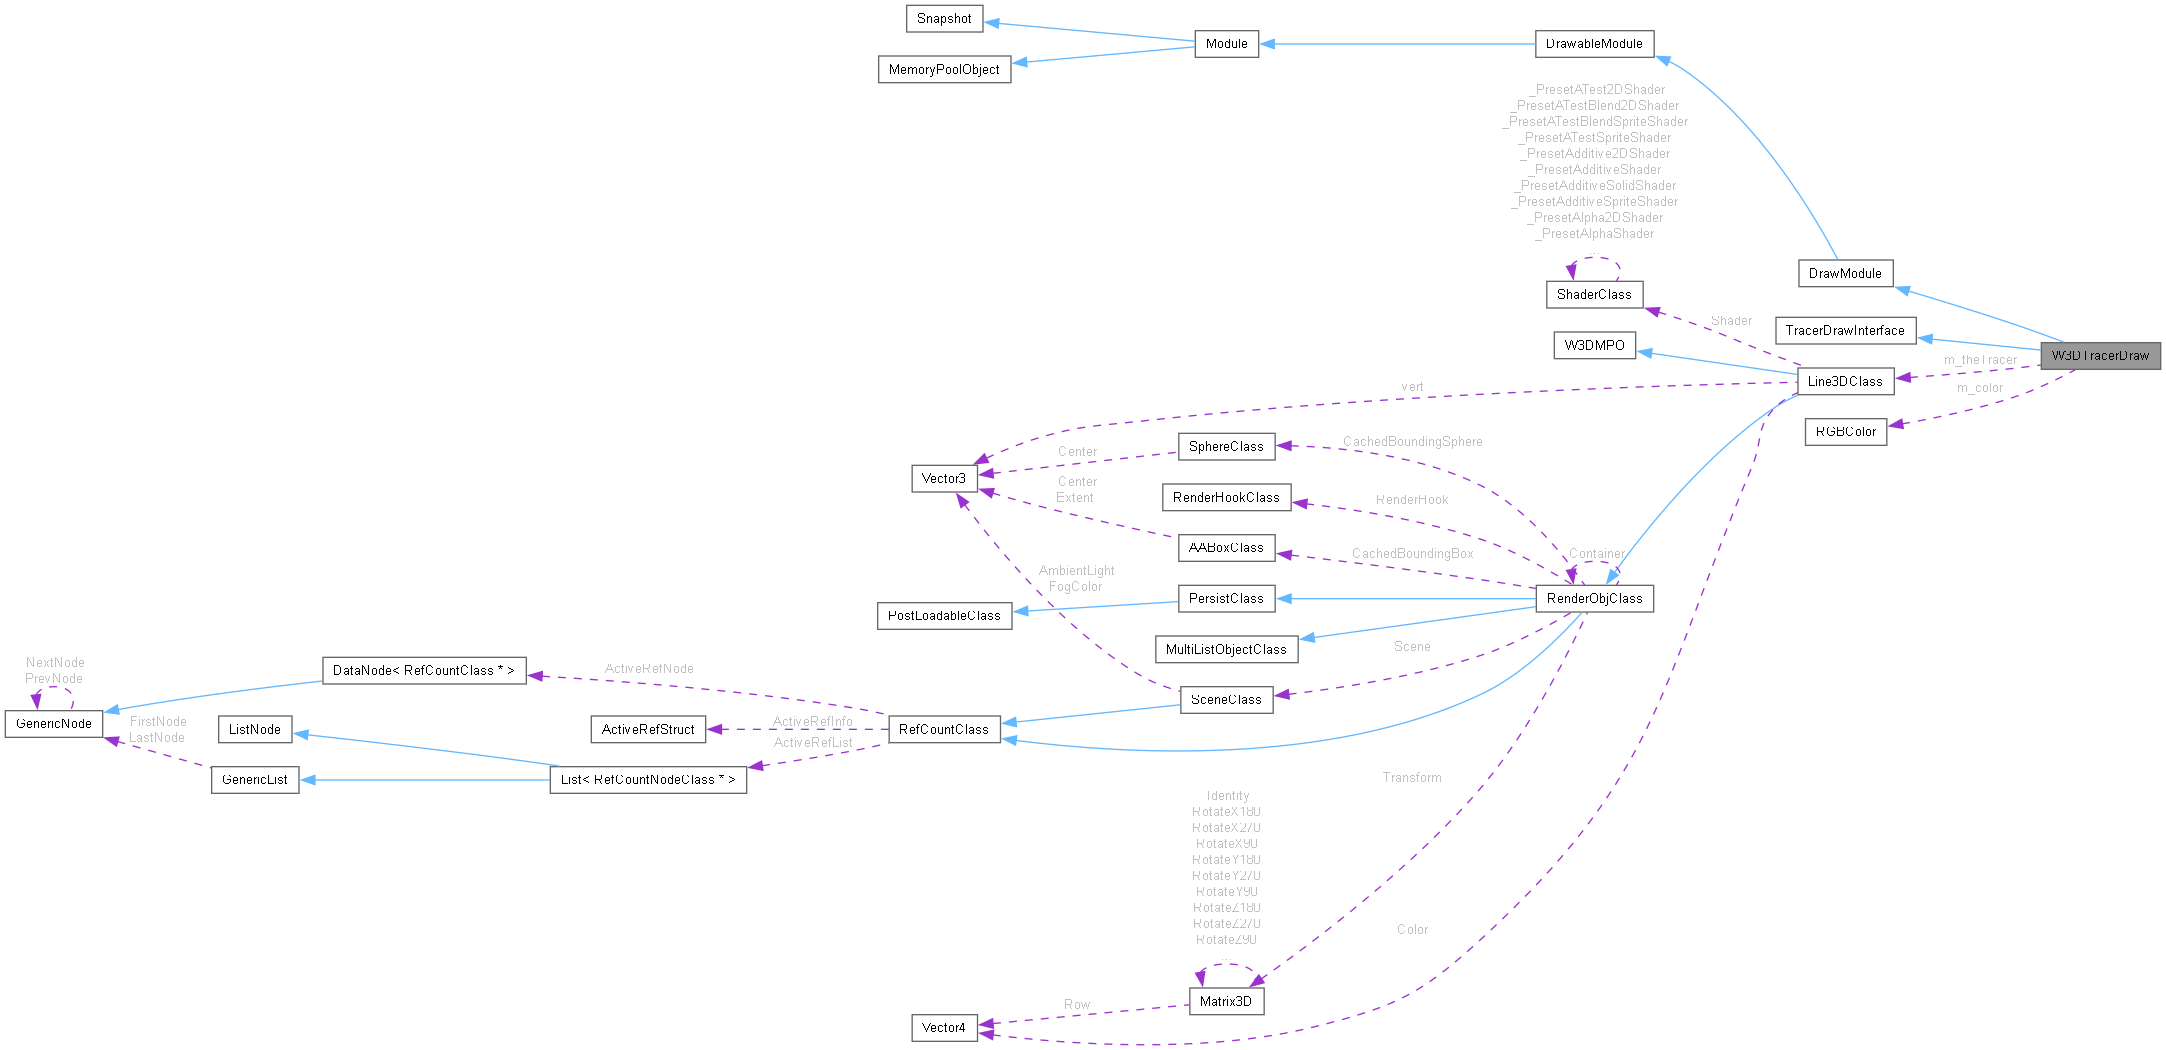 Snapshot
MemoryPoolObject
Module
DrawableModule
_PresetATest2DShader
_PresetATestBlend2DShader
_PresetATestBlendSpriteShader
_PresetATestSpriteShader
_PresetAdditive2DShader
_PresetAdditiveShader
_PresetAdditiveSolidShader
_PresetAdditiveSpriteShader
_PresetAlpha2DShader
_PresetAlphaShader
...
ShaderClass
DrawModule
Shader
TracerDrawInterface
W3DMPO
W3DTracerDraw
m_theTracer
Line3DClass
m_color
RGBColor
vert
SphereClass
CachedBoundingSphere
Center
Vector3
Center
Extent
RenderHookClass
RenderHook
AABoxClass
CachedBoundingBox
Container
AmbientLight
FogColor
PersistClass
RenderObjClass
PostLoadableClass
MultiListObjectClass
Scene
SceneClass
NextNode
PrevNode
DataNode< RefCountClass * >
ActiveRefNode
GenericNode
FirstNode
LastNode
ListNode
ActiveRefStruct
ActiveRefInfo
ActiveRefList
RefCountClass
GenericList
List< RefCountNodeClass * >
Transform
Identity
RotateX180
RotateX270
RotateX90
RotateY180
RotateY270
RotateY90
RotateZ180
RotateZ270
RotateZ90
...
Color
Matrix3D
Row
Vector4